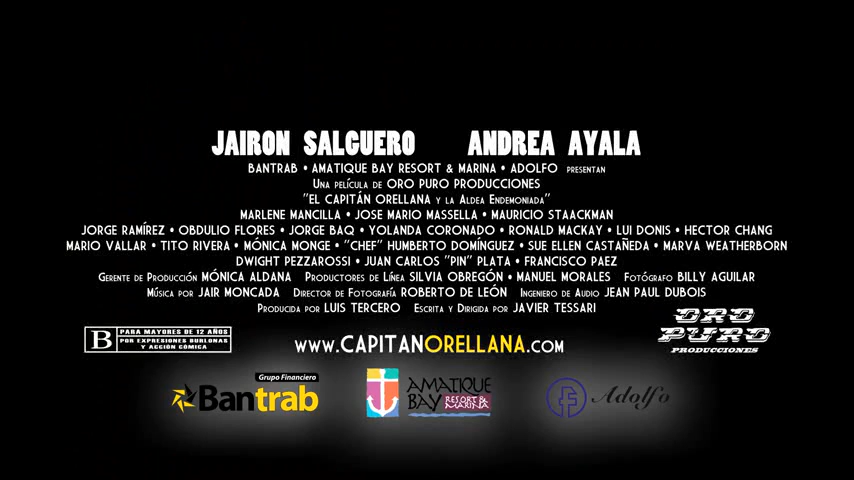 JAIRON SALGUERO ANDREA AYALA
BANTRAB • AMATIQUE BAY RESORT & MARINA • ADOLFO PRESENTAN
UNA PELÍCULA DE ORO PURO PRODUCCIONES
"EL CAPITÁN ORELLANA Y LA ALDEA ENDEMONIADA"
MARLENE MANCILLA • JOSE MARIO MASSELLA • MAURICIO STAACKMAN
JORGE RAMÍREZ • OBDULIO FLORES • JORGE BAQ • YOLANDA CORONADO • RONALD MACKAY • LUI DONIS • HECTOR CHANG
MARIO VALLAR • TITO RIVERA • MÓNICA MONGE • "CHEF" HUMBERTO DOMÍNGUEZ • SUE ELLEN CASTAÑEDA • MARVA WEATHERBORN
DWIGHT PEZZAROSSI • JUAN CARLOS "PIN" PLATA • FRANCISCO PAEZ
GERENTE DE PRODUCCIÓN MÓNICA ALDANA PRODUCTORES DE LÍNEA SILVIA OBREGÓN • MANUEL MORALES FOTÓGRAFO BILLY AGUILAR
MÚSICA POR JAIR MONCADA DIRECTOR DE FOTOGRAFÍA ROBERTO DE LEÓN INGENIERO DE AUDIO JEAN PAUL DUBOIS
PRODUCIDA POR LUIS TERCERO ESCRITA Y DIRIGIDA POR JAVIER TESSARI
B PARA MAYORES DE 12 AÑOS
POR EXPRESIONES BURLONAS
Y ACCIÓN CÓMICA
WWW.CAPITANORELLANA.COM
ORO
PURO
PRODUCCIONES
Grupo Financiero
Bantrab
AMATIQUE
BAY RESORT &
MARINA
Adolfo